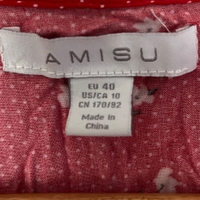 AMISU
EU 40
US/CA 10
CN 170/92
Made in
China